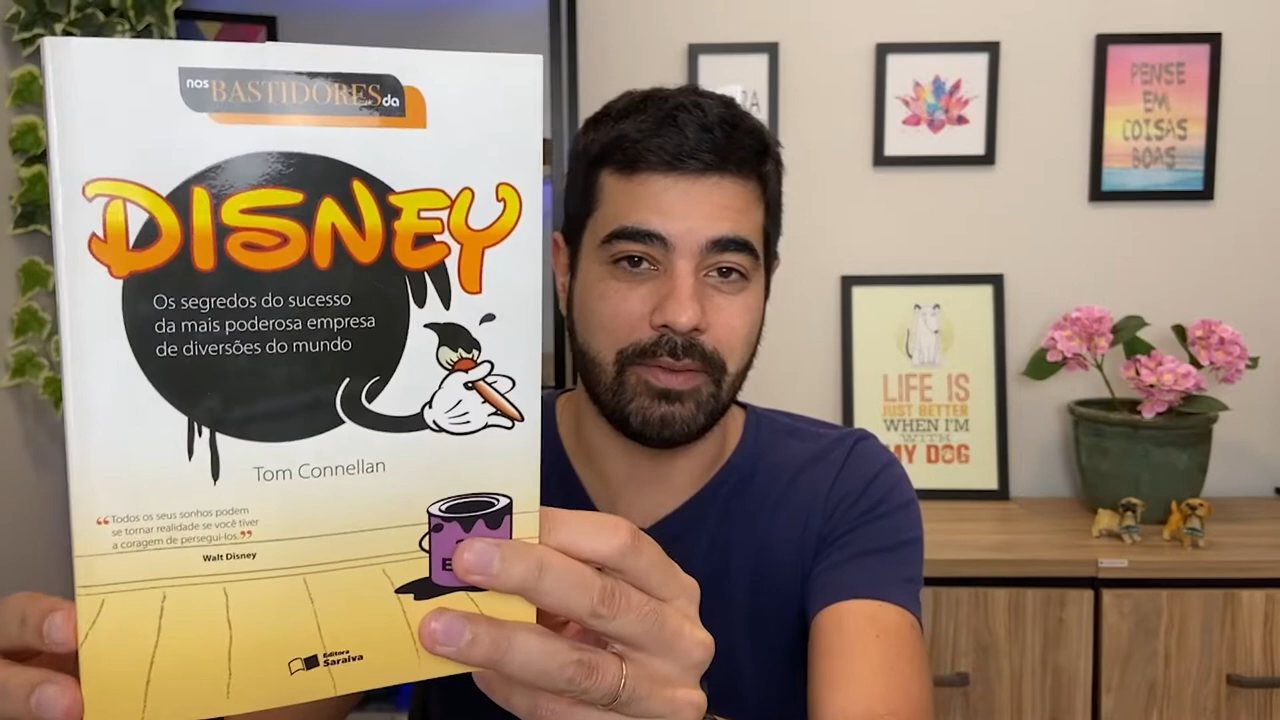 nos BASTIDORES da
DISNEY
Os segredos do sucesso
da mais poderosa empresa
de diversões do mundo
Tom Connellan
“Todos os seus sonhos podem
se tornar realidade se você tiver
a coragem de persegui-los.”
Walt Disney
Editora
Saraiva
PENSE
EM
COISAS
BOAS
LIFE IS
JUST BETTER
WHEN I'M
WITH
MY DOG